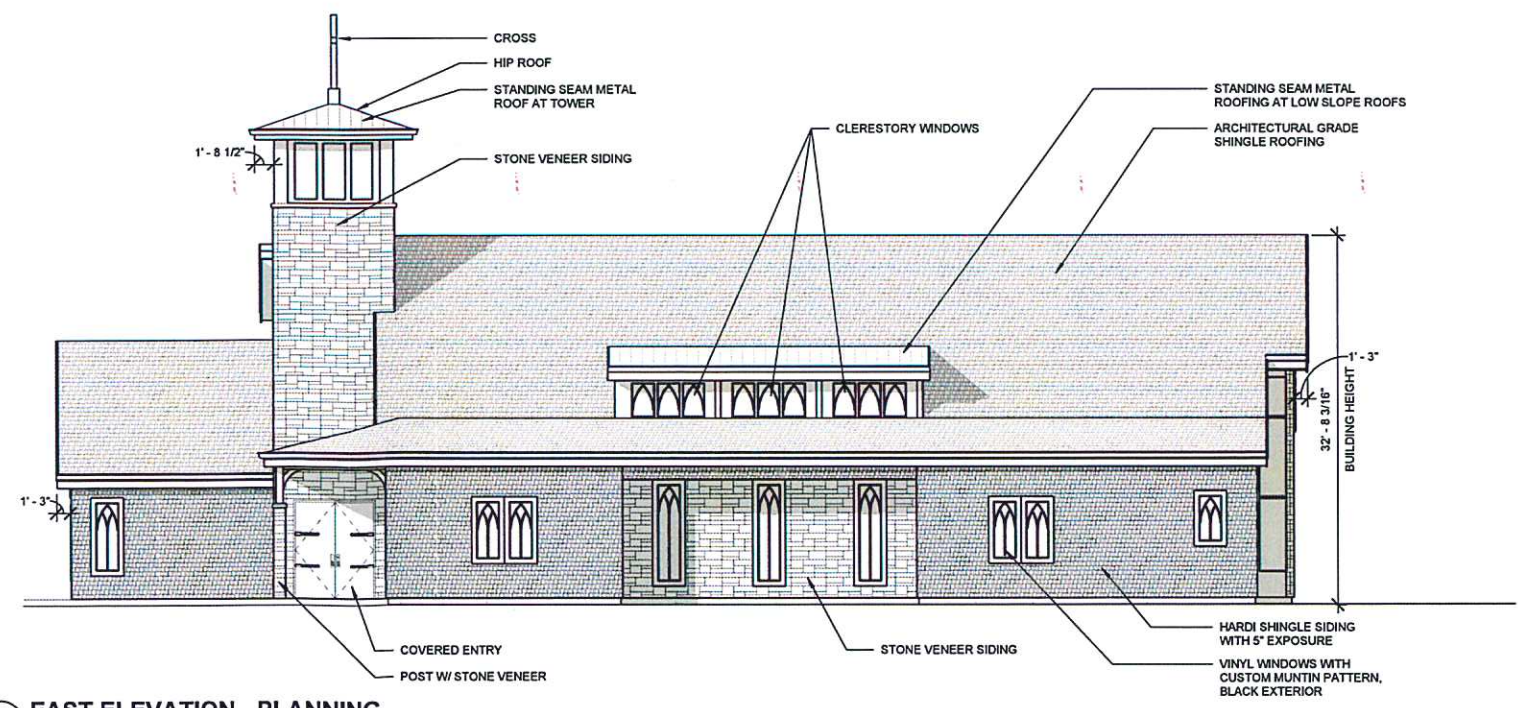 CROSS
HIP ROOF
STANDING SEAM METAL
ROOF AT TOWER
1' - 8 1/2"
STONE VENEER SIDING
CLERESTORY WINDOWS
STANDING SEAM METAL
ROOFING AT LOW SLOPE ROOFS
ARCHITECTURAL GRADE
SHINGLE ROOFING
1' - 3"
32' - 8 3/16"
BUILDING HEIGHT
1' - 3"
COVERED ENTRY
POST W/ STONE VENEER
STONE VENEER SIDING
HARDI SHINGLE SIDING
WITH 5" EXPOSURE
VINYL WINDOWS WITH
CUSTOM MUNTIN PATTERN,
BLACK EXTERIOR
EAST ELEVATION - PLANNING